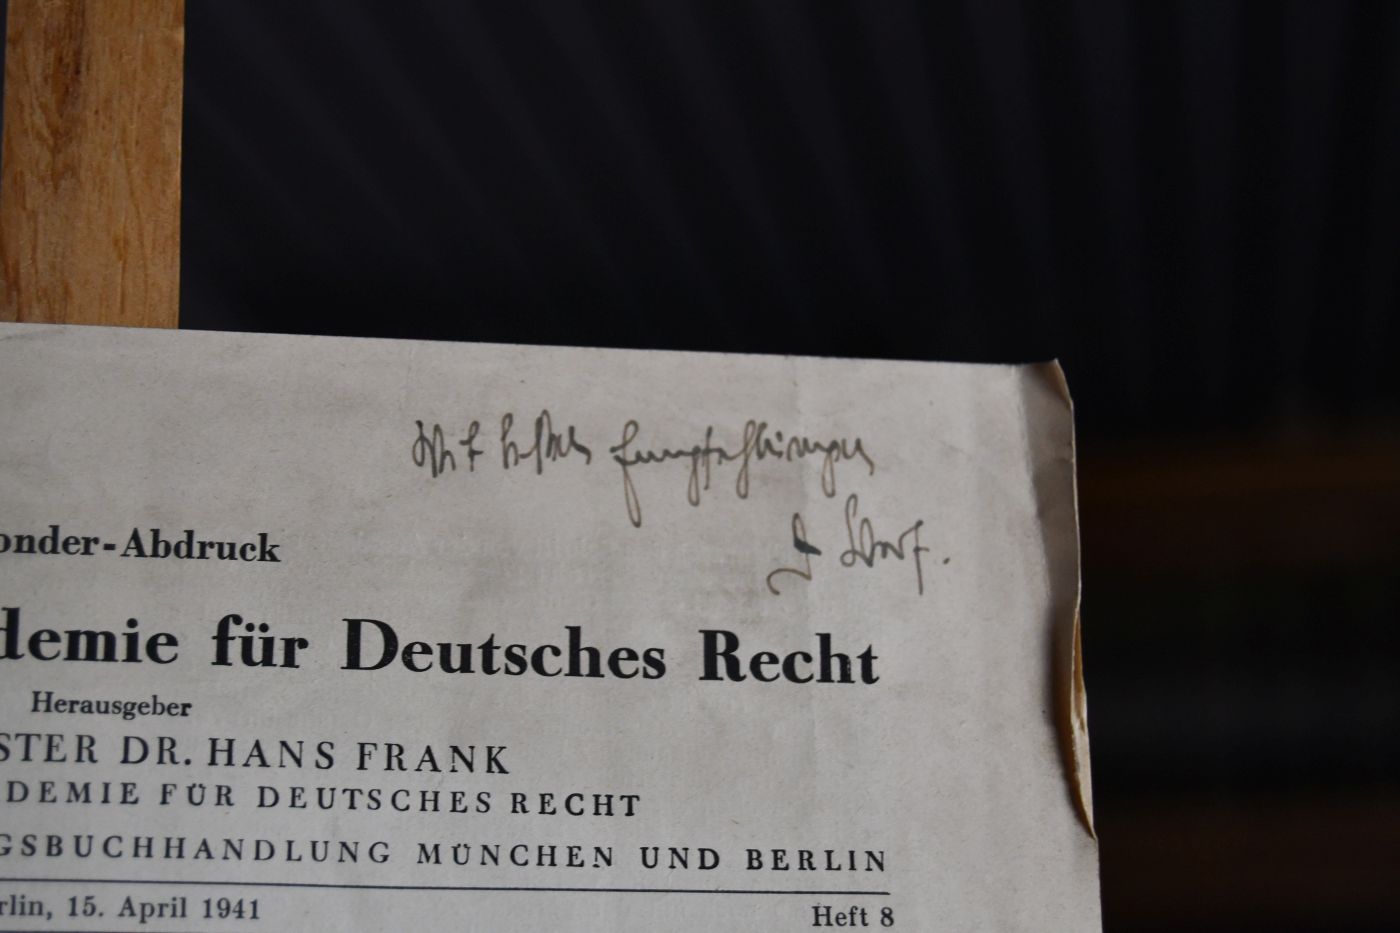 Mit besten Empfehlungen
onder-Abdruck
demie für Deutsches Recht
Herausgeber
STER DR. HANS FRANK
DEMIE FÜR DEUTSCHES RECHT
GSBUCHHANDLUNG MÜNCHEN UND BERLIN
rlin, 15. April 1941 Heft 8